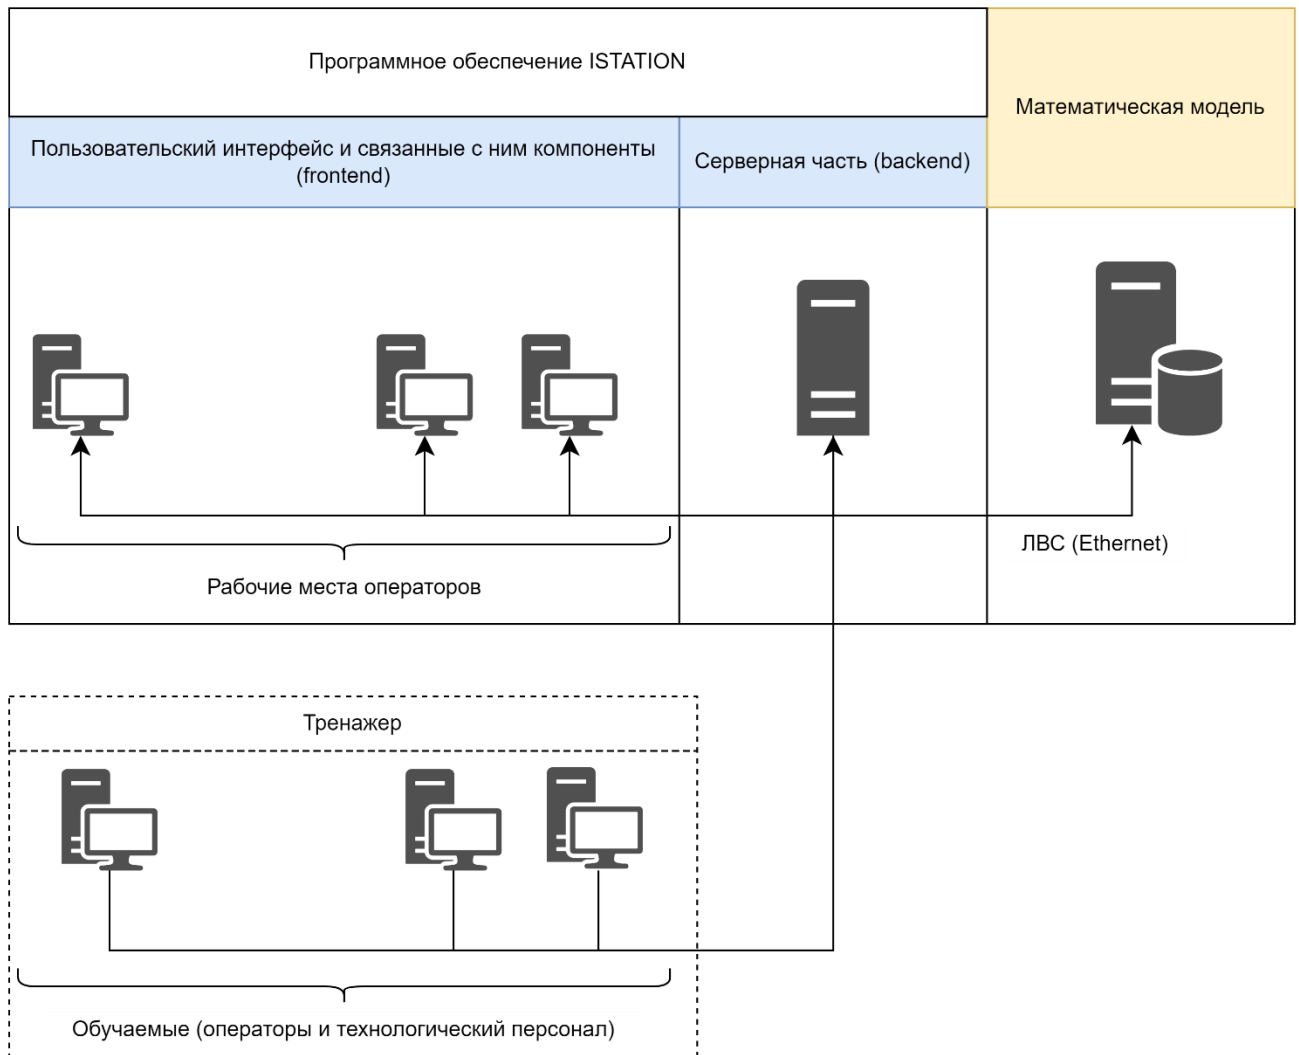 Программное обеспечение ISTATION
Математическая модель
Пользовательский интерфейс и связанные с ним компоненты
(frontend)
Серверная часть (backend)
ЛВС (Ethernet)
Рабочие места операторов
Тренажер
Обучаемые (операторы и технологический персонал)